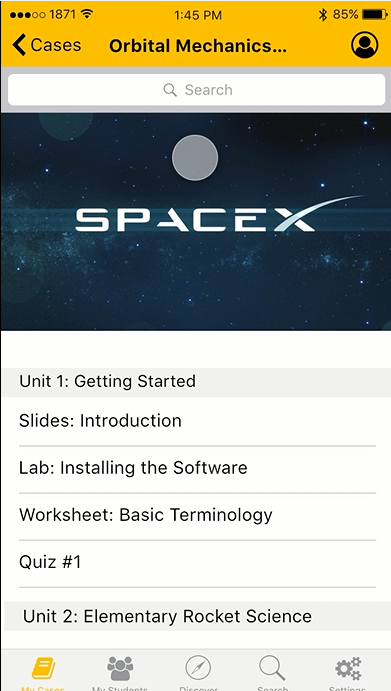 1871 1:45 PM 85%
Cases Orbital Mechanics...
Search
SPACEX
Unit 1: Getting Started
Slides: Introduction
Lab: Installing the Software
Worksheet: Basic Terminology
Quiz #1
Unit 2: Elementary Rocket Science
My Cases My Students Discover Search Settings